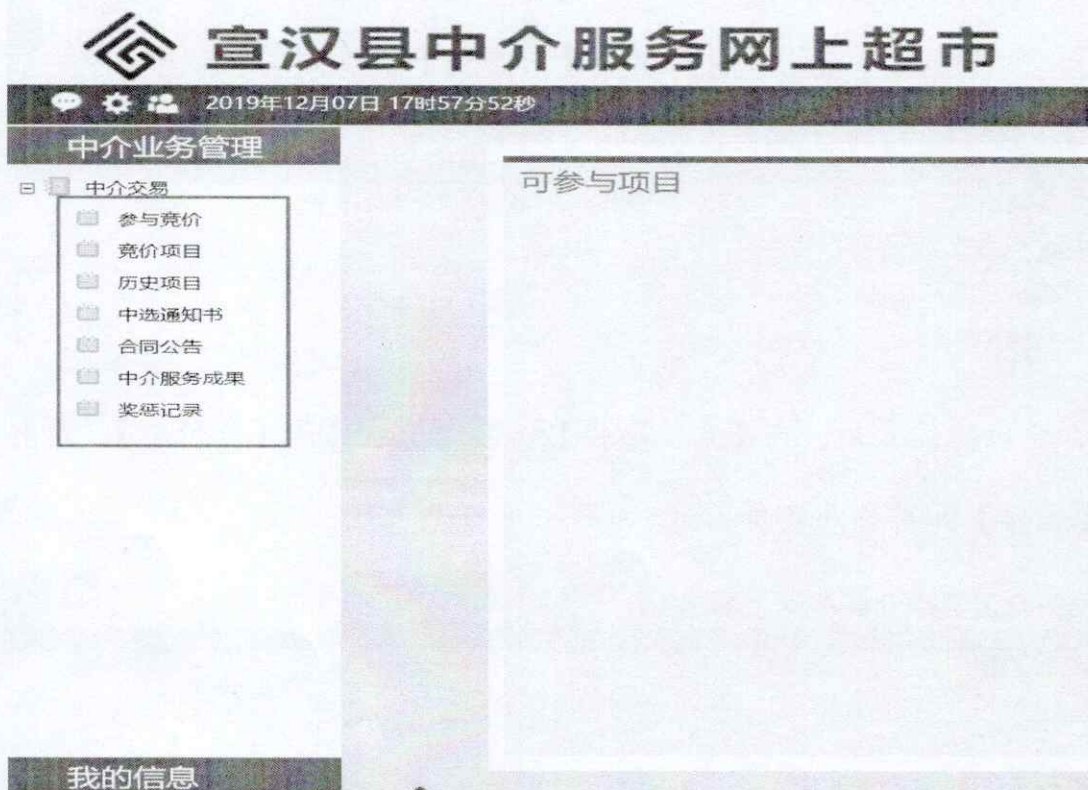 宣汉县中介服务网上超市
2019年12月07日 17时57分52秒
中介业务管理
可参与项目
中介交易
参与竞价
竞价项目
历史项目
中选通知书
合同公告
中介服务成果
奖惩记录
我的信息